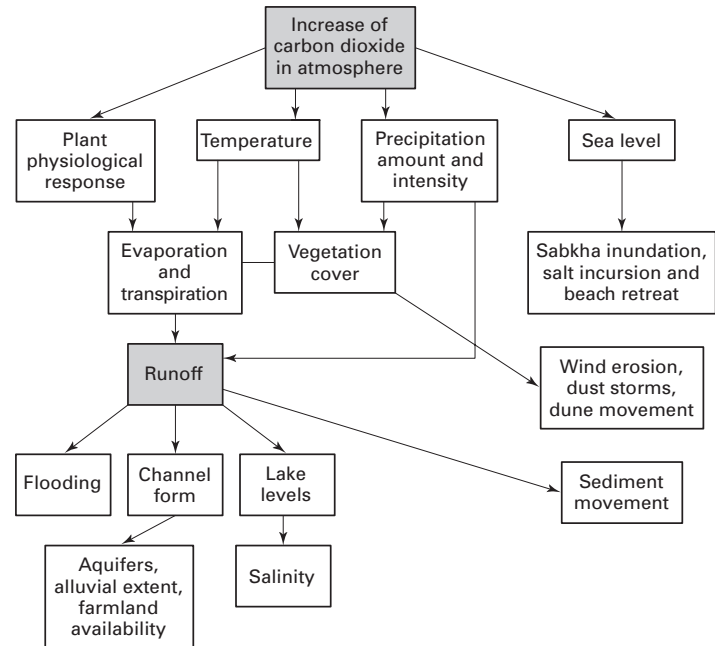 Increase of
carbon dioxide
in atmosphere
Plant
physiological
response
Temperature
Precipitation
amount and
intensity
Sea level
Evaporation
and
transpiration
Vegetation
cover
Sabkha inundation,
salt incursion and
beach retreat
Runoff
Wind erosion,
dust storms,
dune movement
Flooding
Channel
form
Lake
levels
Sediment
movement
Aquifers,
alluvial extent,
farmland
availability
Salinity